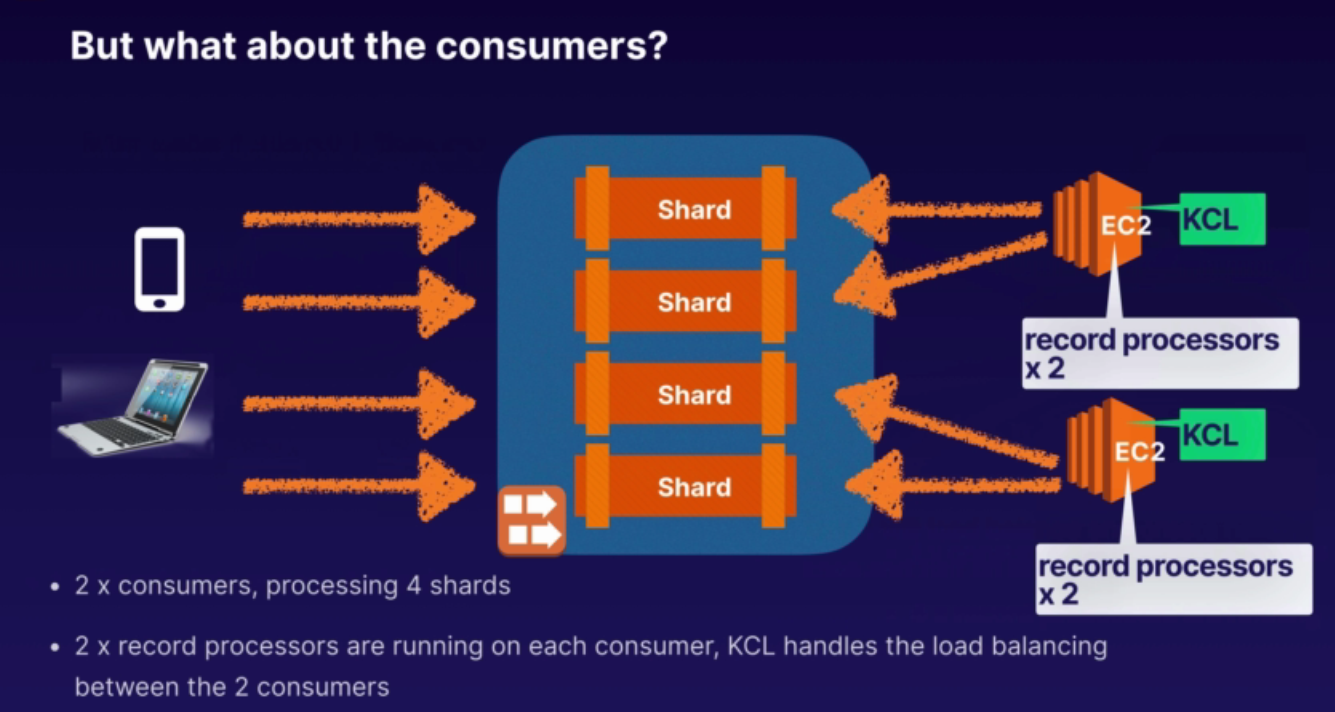 But what about the consumers?
Shard
Shard
Shard
Shard
EC2
KCL
record processors
x 2
EC2
KCL
record processors
x 2
• 2 x consumers, processing 4 shards
• 2 x record processors are running on each consumer, KCL handles the load balancing
between the 2 consumers